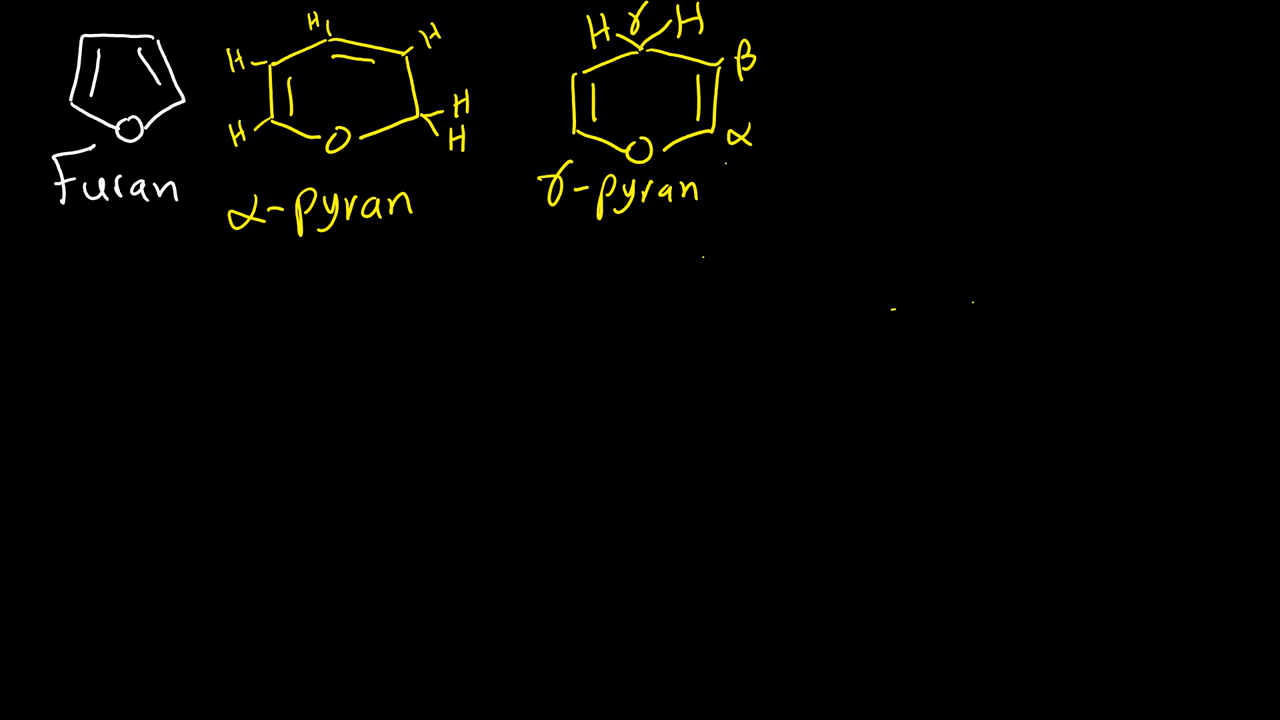 H γ H
H H β
H
H
H O H O α
Furan α-pyran γ-pyran
O